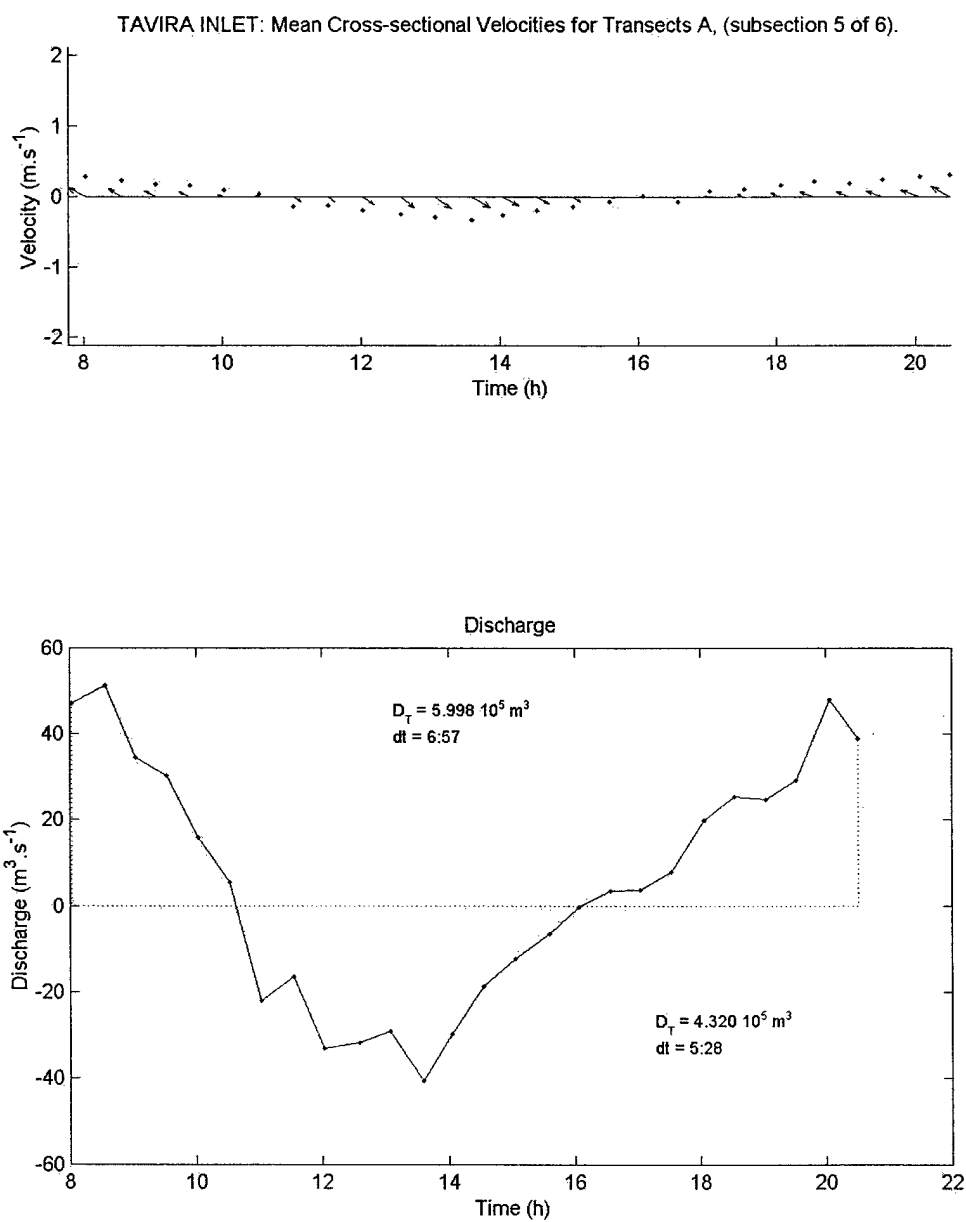 TAVIRA INLET: Mean Cross-sectional Velocities for Transects A, (subsection 5 of 6).
2
1
0
-1
-2
Velocity (m.s⁻¹)
8 10 12 14 16 18 20
Time (h)
Discharge
60
40
20
0
-20
-40
-60
Discharge (m³.s⁻¹)
D_T = 5.998 10⁵ m³
dt = 6:57
D_T = 4.320 10⁵ m³
dt = 5:28
8 10 12 14 16 18 20 22
Time (h)